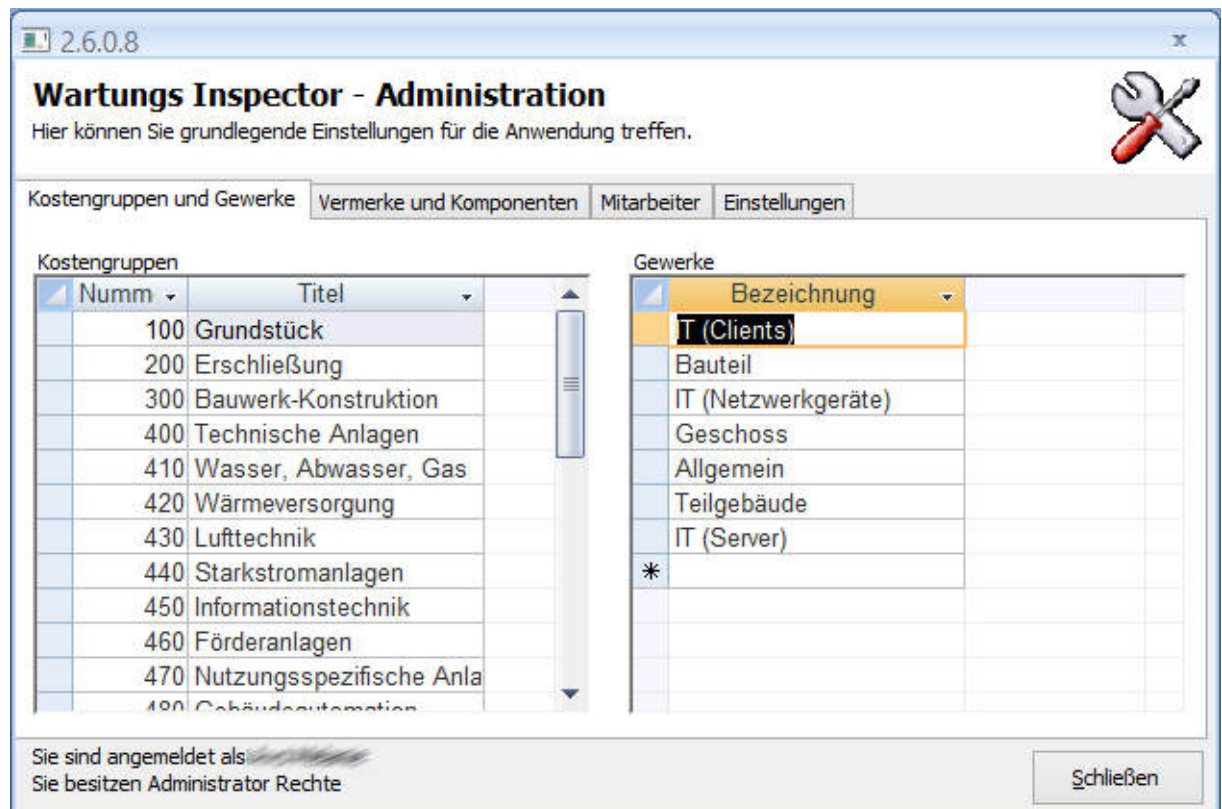 2.6.0.8
Wartungs Inspector - Administration
Hier können Sie grundlegende Einstellungen für die Anwendung treffen.
Kostengruppen und Gewerke Vermerke und Komponenten Mitarbeiter Einstellungen
Kostengruppen
Numm Titel
100 Grundstück
200 Erschließung
300 Bauwerk-Konstruktion
400 Technische Anlagen
410 Wasser, Abwasser, Gas
420 Wärmeversorgung
430 Lufttechnik
440 Starkstromanlagen
450 Informationstechnik
460 Förderanlagen
470 Nutzungsspezifische Anla
480 Gebäudeautomation
Gewerke
Bezeichnung
IT (Clients)
Bauteil
IT (Netzwerkgeräte)
Geschoss
Allgemein
Teilgebäude
IT (Server)
*
Sie sind angemeldet als
Sie besitzen Administrator Rechte
Schließen